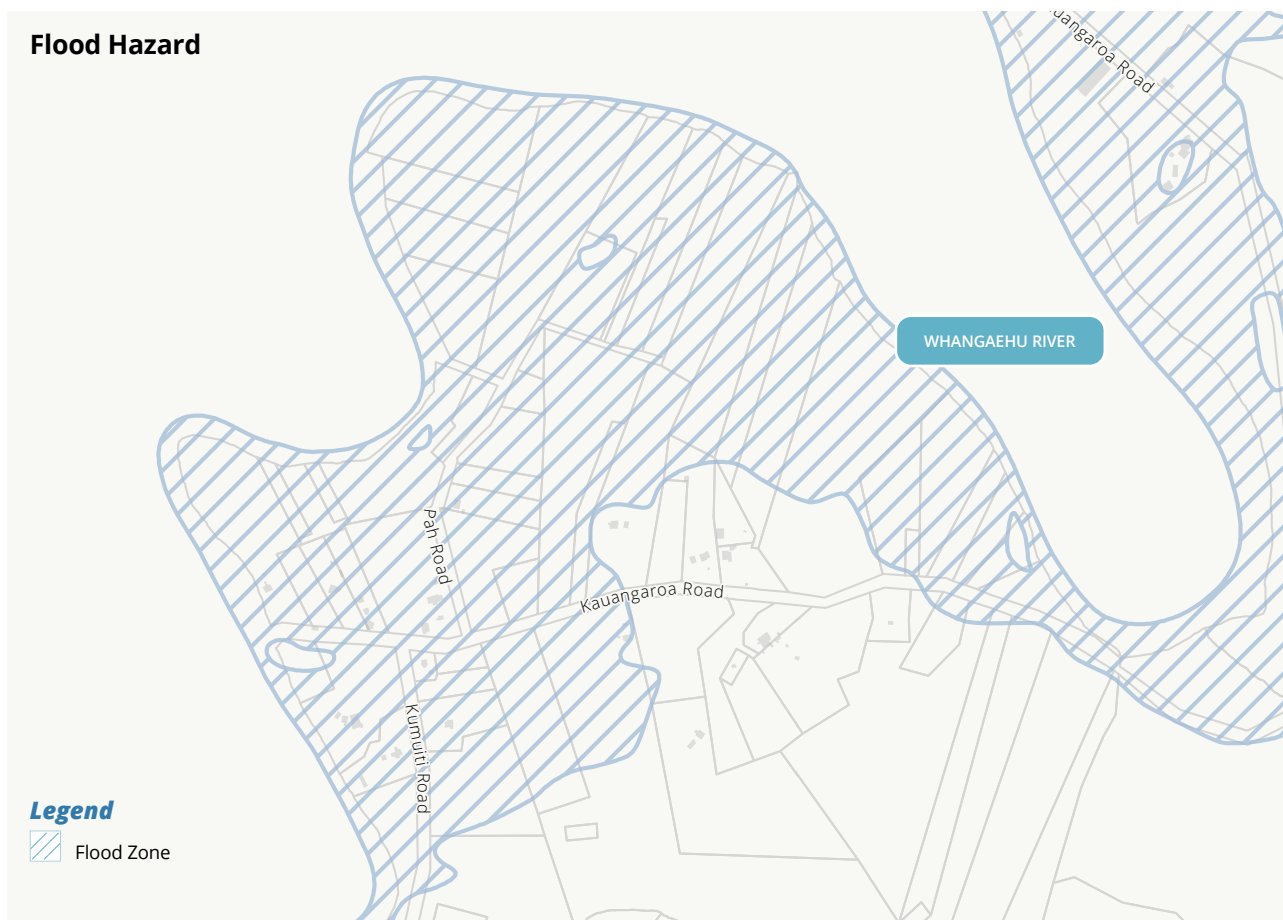 Flood Hazard
Kauangaroa Road
WHANGAEHU RIVER
Pah Road
Kauangaroa Road
Kumuiti Road
Legend
Flood Zone